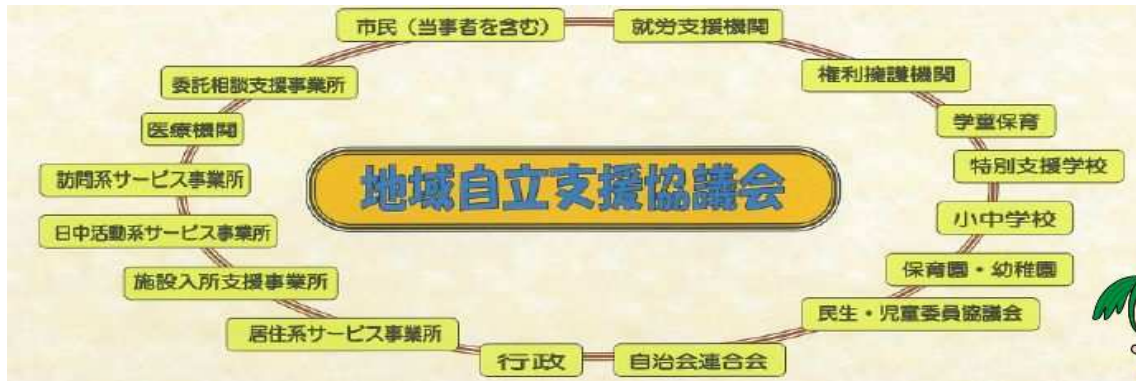 市民（当事者を含む）
就労支援機関
委託相談支援事業所
権利擁護機関
医療機関
学童保育
訪問系サービス事業所
地域自立支援協議会
特別支援学校
日中活動系サービス事業所
小中学校
施設入所支援事業所
保育園・幼稚園
居住系サービス事業所
民生・児童委員協議会
行政
自治会連合会